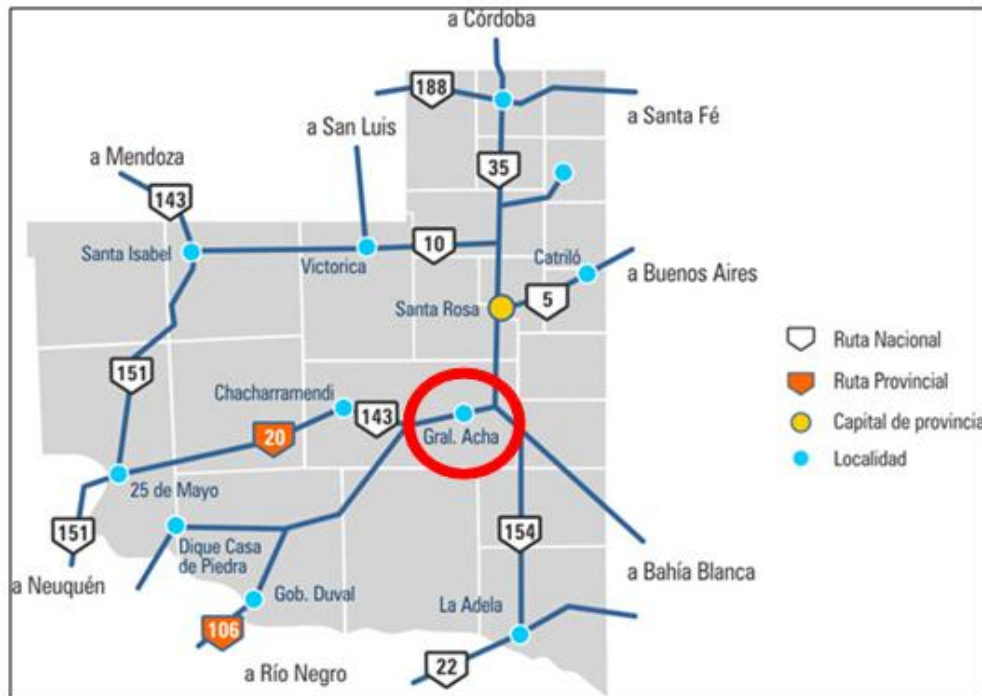 a Córdoba
188
a Santa Fé
a San Luis
a Mendoza
35
143
10
Santa Isabel
Victorica
Catriló
a Buenos Aires
5
Santa Rosa
Ruta Nacional
151
Ruta Provincial
Chacharramendi
143
Capital de provincia
20
Gral. Acha
Localidad
25 de Mayo
151
154
Dique Casa
de Piedra
a Neuquén
a Bahía Blanca
Gob. Duval
La Adela
106
a Río Negro
22